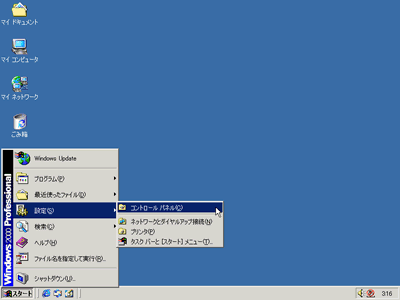 マイ ドキュメント
マイ コンピュータ
マイ ネットワーク
ごみ箱
Windows 2000 Professional
Windows Update
プログラム(P)
最近使ったファイル(D)
設定(S)
検索(C)
ヘルプ(H)
ファイル名を指定して実行(R)...
シャットダウン(U)...
コントロール パネル(C)
ネットワークとダイヤルアップ接続(N)
プリンタ(P)
タスク バーと [スタート] メニュー(T)...
スタート
3:16